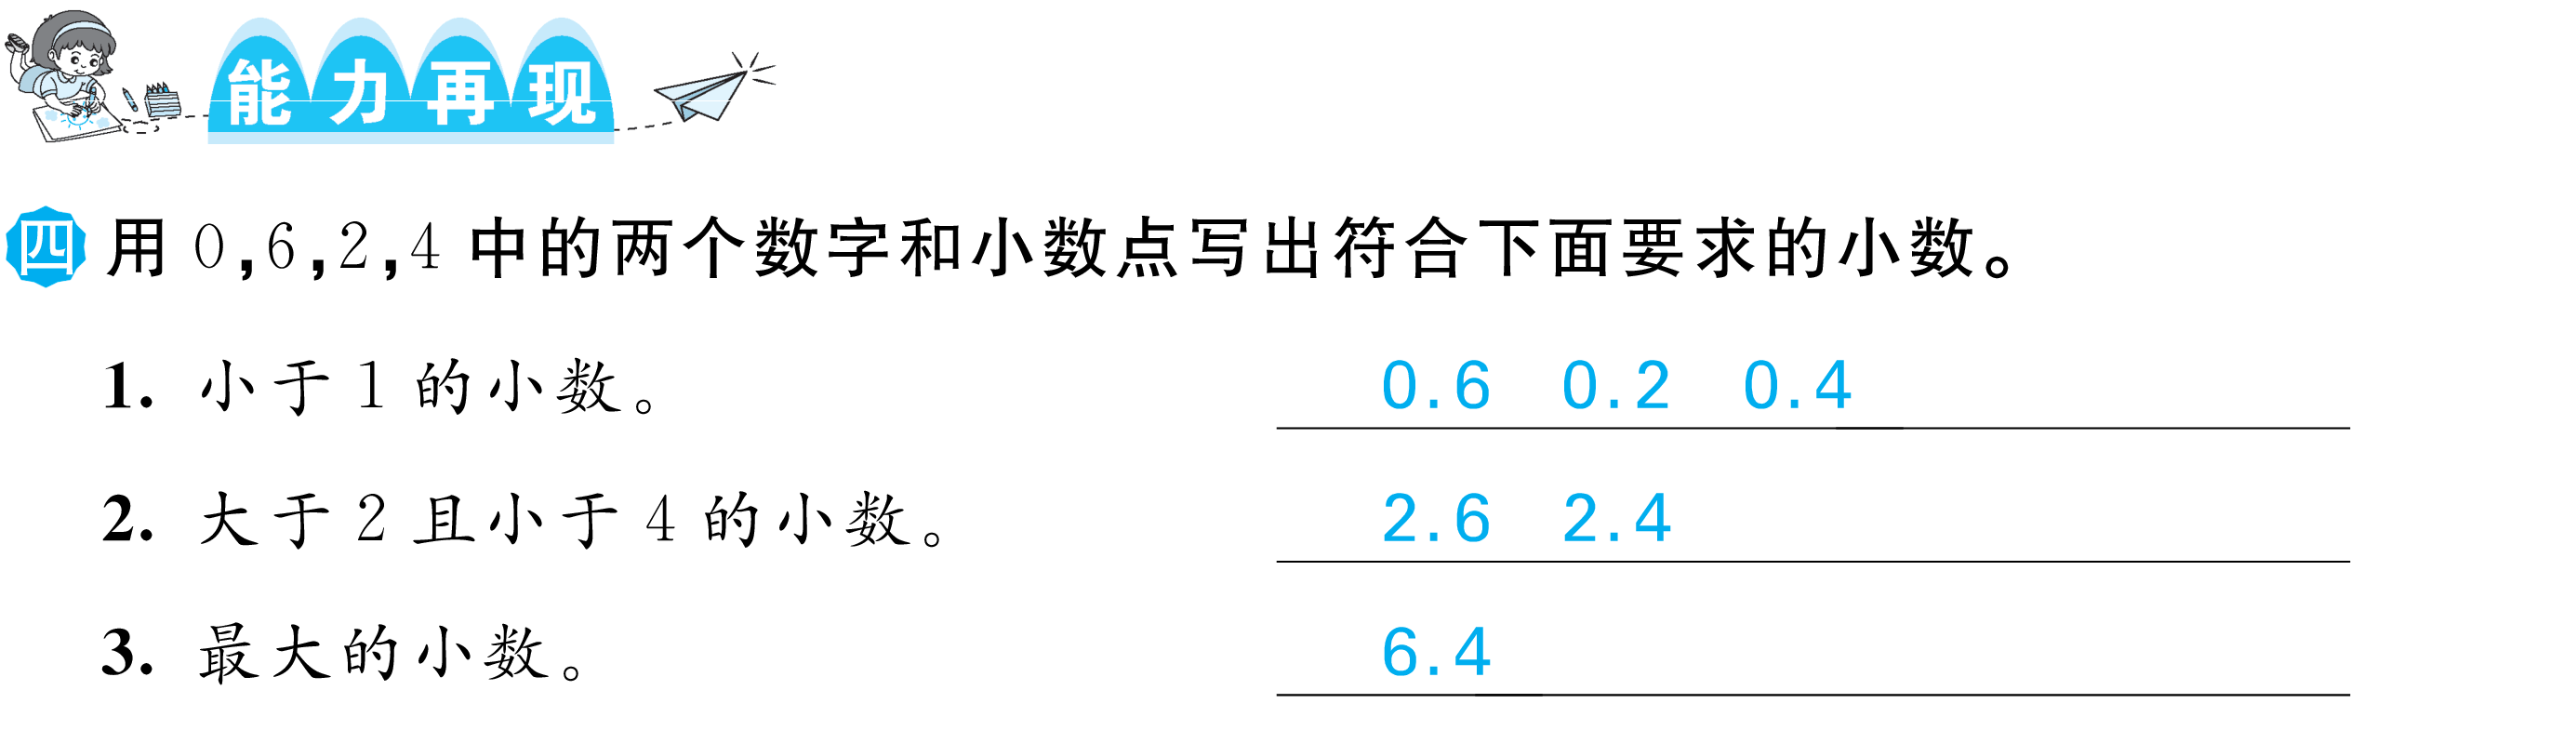 能力再现
四 用 0,6,2,4 中的两个数字和小数点写出符合下面要求的小数。
1. 小于 1 的小数。 0.6 0.2 0.4
2. 大于 2 且小于 4 的小数。 2.6 2.4
3. 最大的小数。 6.4